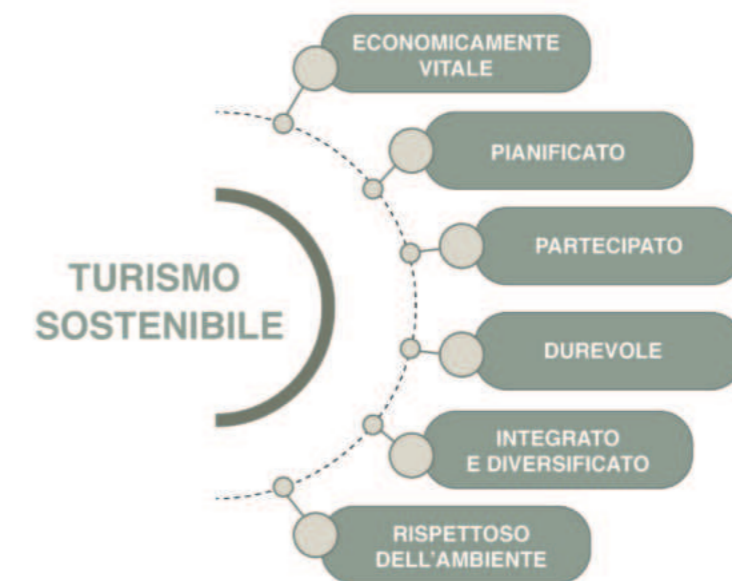 ECONOMICAMENTE
VITALE
PIANIFICATO
PARTECIPATO
TURISMO
SOSTENIBILE
DUREVOLE
INTEGRATO
E DIVERSIFICATO
RISPETTOSO
DELL'AMBIENTE